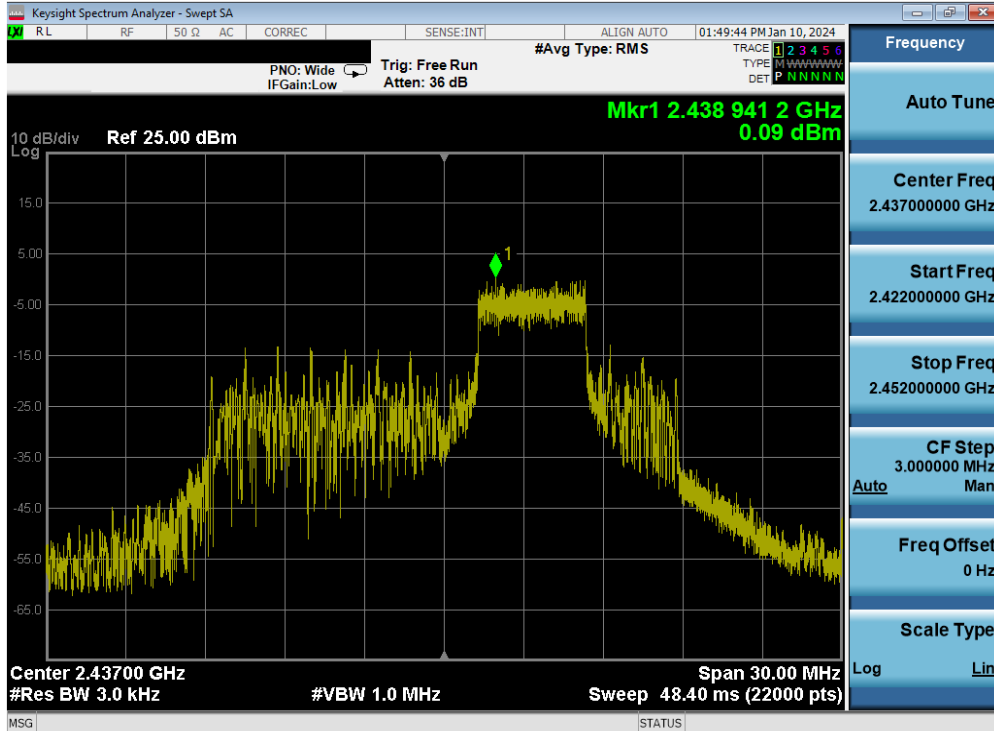 Keysight Spectrum Analyzer - Swept SA
LXI RL RF 50 Ω AC CORREC SENSE:INT ALIGN AUTO 01:49:44 PM Jan 10, 2024
#Avg Type: RMS
TRACE 1 2 3 4 5 6
TYPE M W W W W W
DET P N N N N N
PNO: Wide
IFGain:Low
Trig: Free Run
Atten: 36 dB
Mkr1 2.438 941 2 GHz
0.09 dBm
10 dB/div
Log
Ref 25.00 dBm
15.0
5.00
-5.00
-15.0
-25.0
-35.0
-45.0
-55.0
-65.0
1
Center 2.43700 GHz
Span 30.00 MHz
#Res BW 3.0 kHz
#VBW 1.0 MHz
Sweep 48.40 ms (22000 pts)
MSG
STATUS
Frequency
Auto Tune
Center Freq
2.437000000 GHz
Start Freq
2.422000000 GHz
Stop Freq
2.452000000 GHz
CF Step
3.000000 MHz
Auto Man
Freq Offset
0 Hz
Scale Type
Log Lin